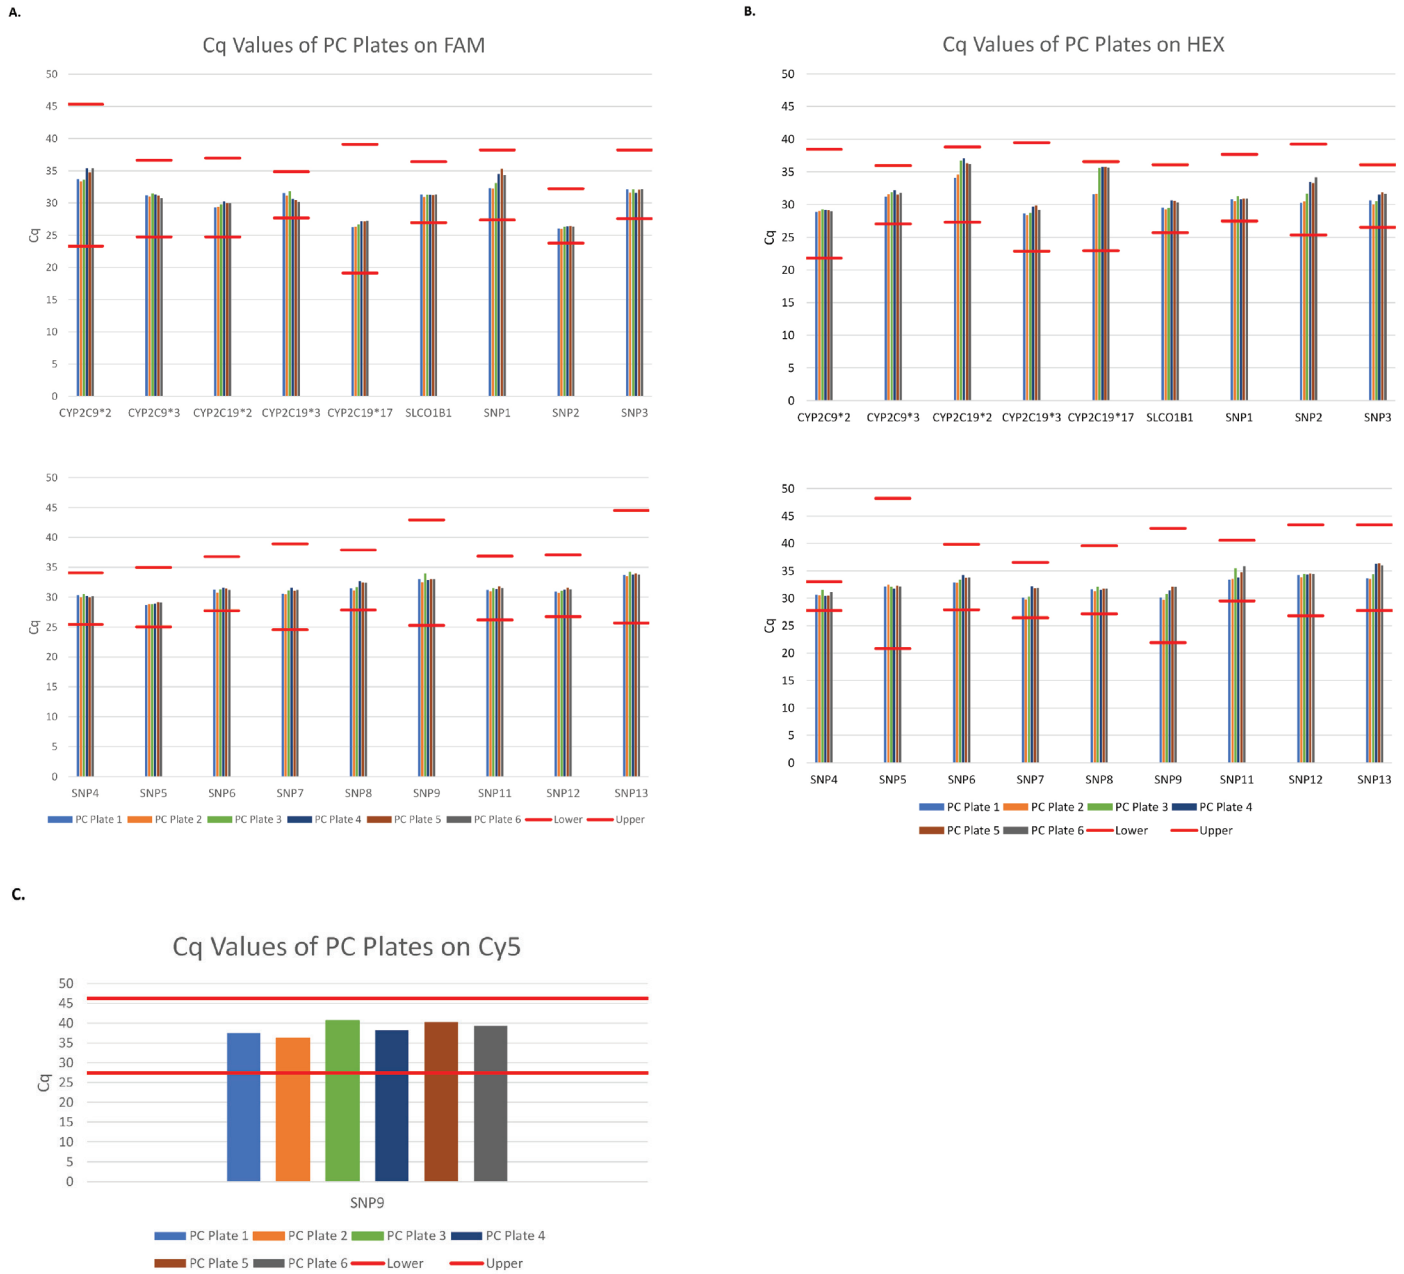 A.
Cq Values of PC Plates on FAM
50
45
40
35
30
25
20
15
10
5
0
Cq
CYP2C9*2 CYP2C9*3 CYP2C19*2 CYP2C19*3 CYP2C19*17 SLCO1B1 SNP1 SNP2 SNP3
50
45
40
35
30
25
20
15
10
5
0
Cq
SNP4 SNP5 SNP6 SNP7 SNP8 SNP9 SNP11 SNP12 SNP13
PC Plate 1 PC Plate 2 PC Plate 3 PC Plate 4 PC Plate 5 PC Plate 6 Lower Upper
B.
Cq Values of PC Plates on HEX
50
45
40
35
30
25
20
15
10
5
0
Cq
CYP2C9*2 CYP2C9*3 CYP2C19*2 CYP2C19*3 CYP2C19*17 SLCO1B1 SNP1 SNP2 SNP3
50
45
40
35
30
25
20
15
10
5
0
Cq
SNP4 SNP5 SNP6 SNP7 SNP8 SNP9 SNP11 SNP12 SNP13
PC Plate 1 PC Plate 2 PC Plate 3 PC Plate 4
PC Plate 5 PC Plate 6 Lower Upper
C.
Cq Values of PC Plates on Cy5
50
45
40
35
30
25
20
15
10
5
0
Cq
SNP9
PC Plate 1 PC Plate 2 PC Plate 3 PC Plate 4
PC Plate 5 PC Plate 6 Lower Upper